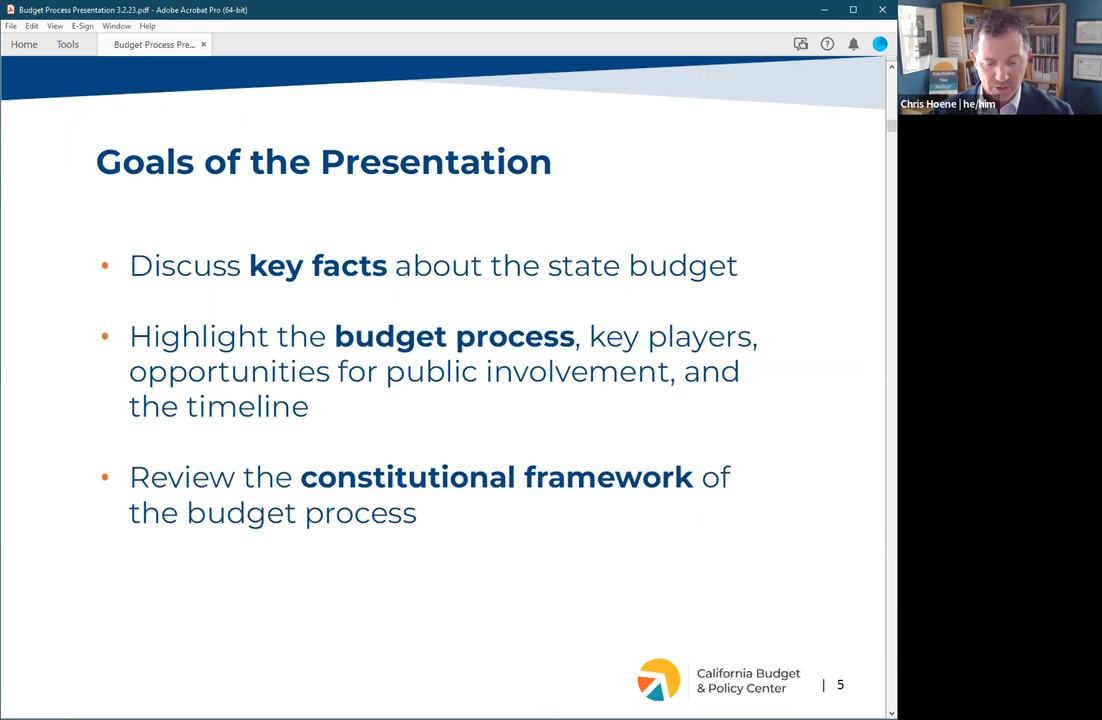 Budget Process Presentation 3.2.23.pdf - Adobe Acrobat Pro (64-bit)
File Edit View E-Sign Window Help
Home Tools Budget Process Pre... ×
Goals of the Presentation
• Discuss key facts about the state budget
• Highlight the budget process, key players,
opportunities for public involvement, and
the timeline
• Review the constitutional framework of
the budget process
California Budget
& Policy Center
| 5
Chris Hoene | he/him